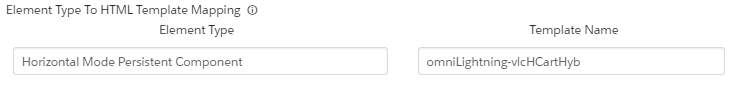 Element Type To HTML Template Mapping
Element Type Template Name
Horizontal Mode Persistent Component omniLightning-vlcHCartHyb